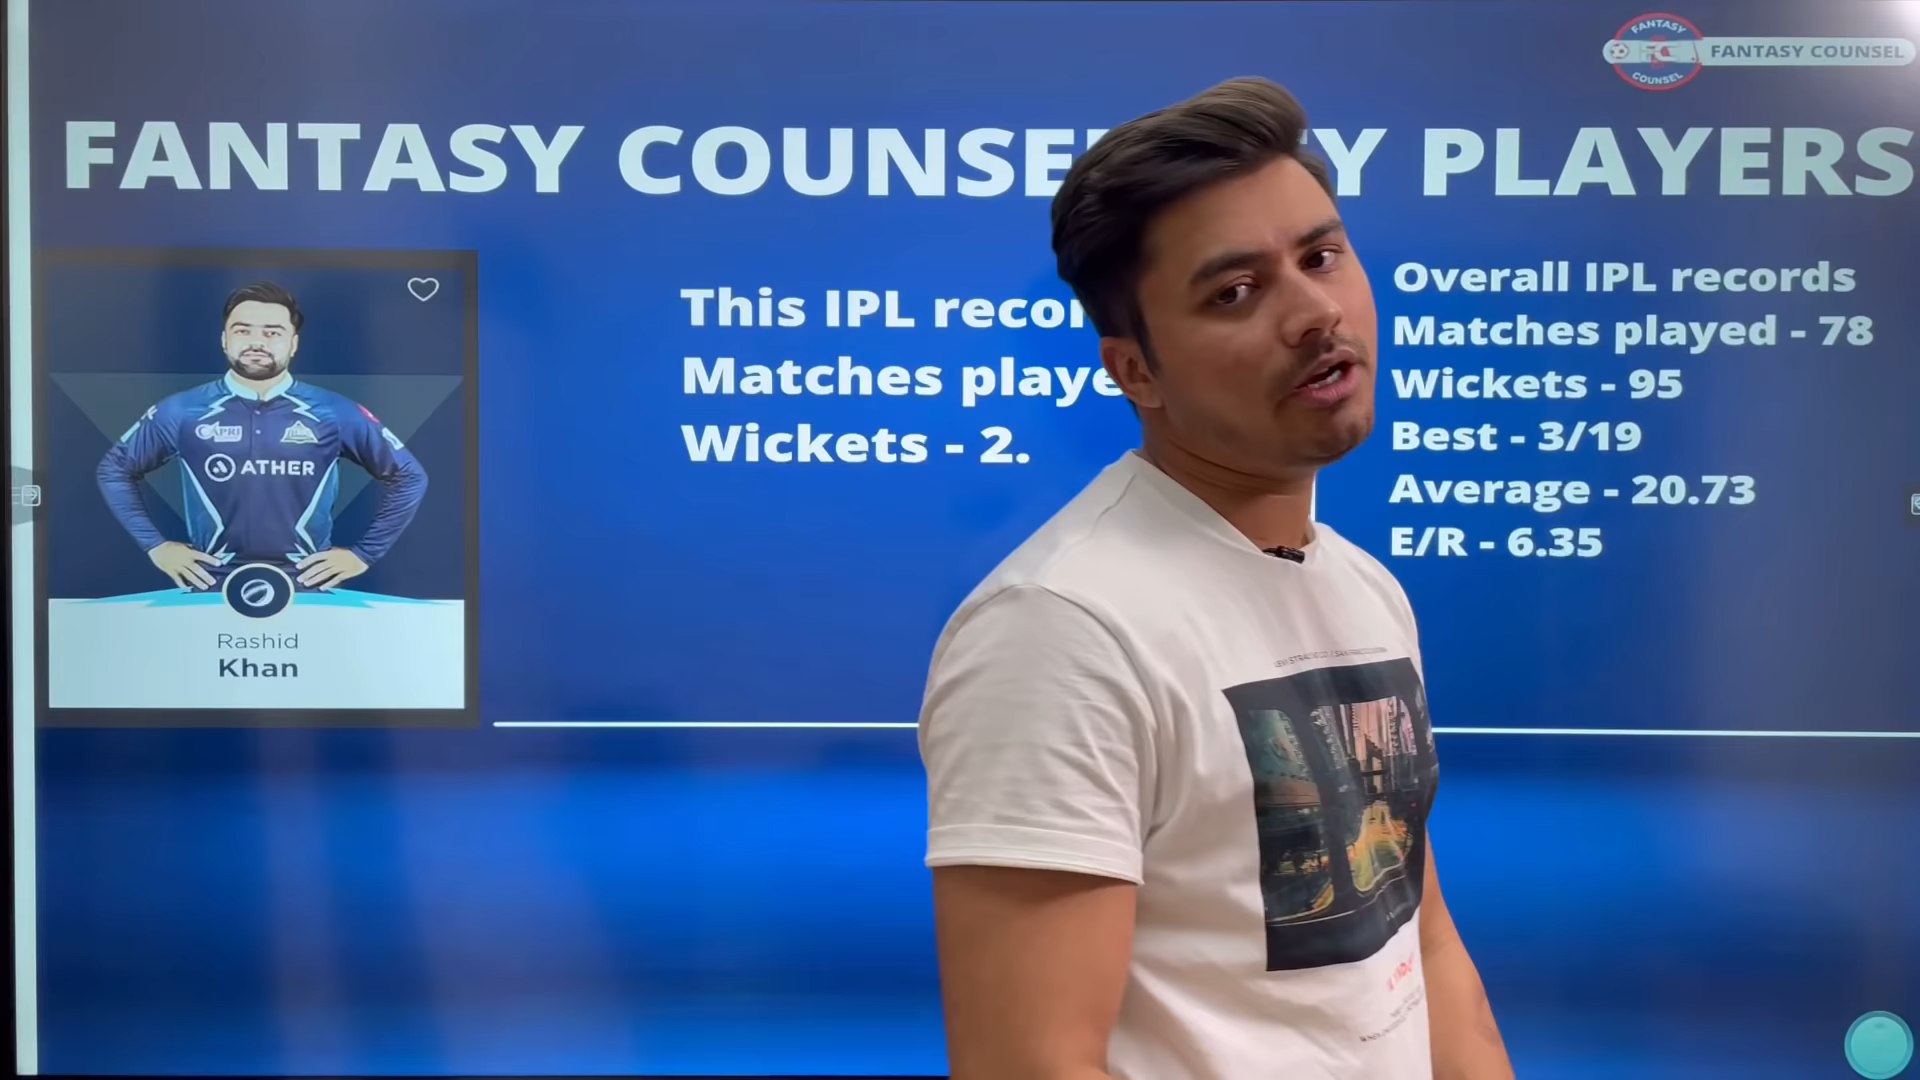 FANTASY
FANTASY COUNSEL
COUNSEL
FANTASY COUNSE Y PLAYERS
This IPL recor
Matches playe
Wickets - 2.
Overall IPL records
Matches played - 78
Wickets - 95
Best - 3/19
Average - 20.73
E/R - 6.35
CAPRI
ATHER
Rashid
Khan